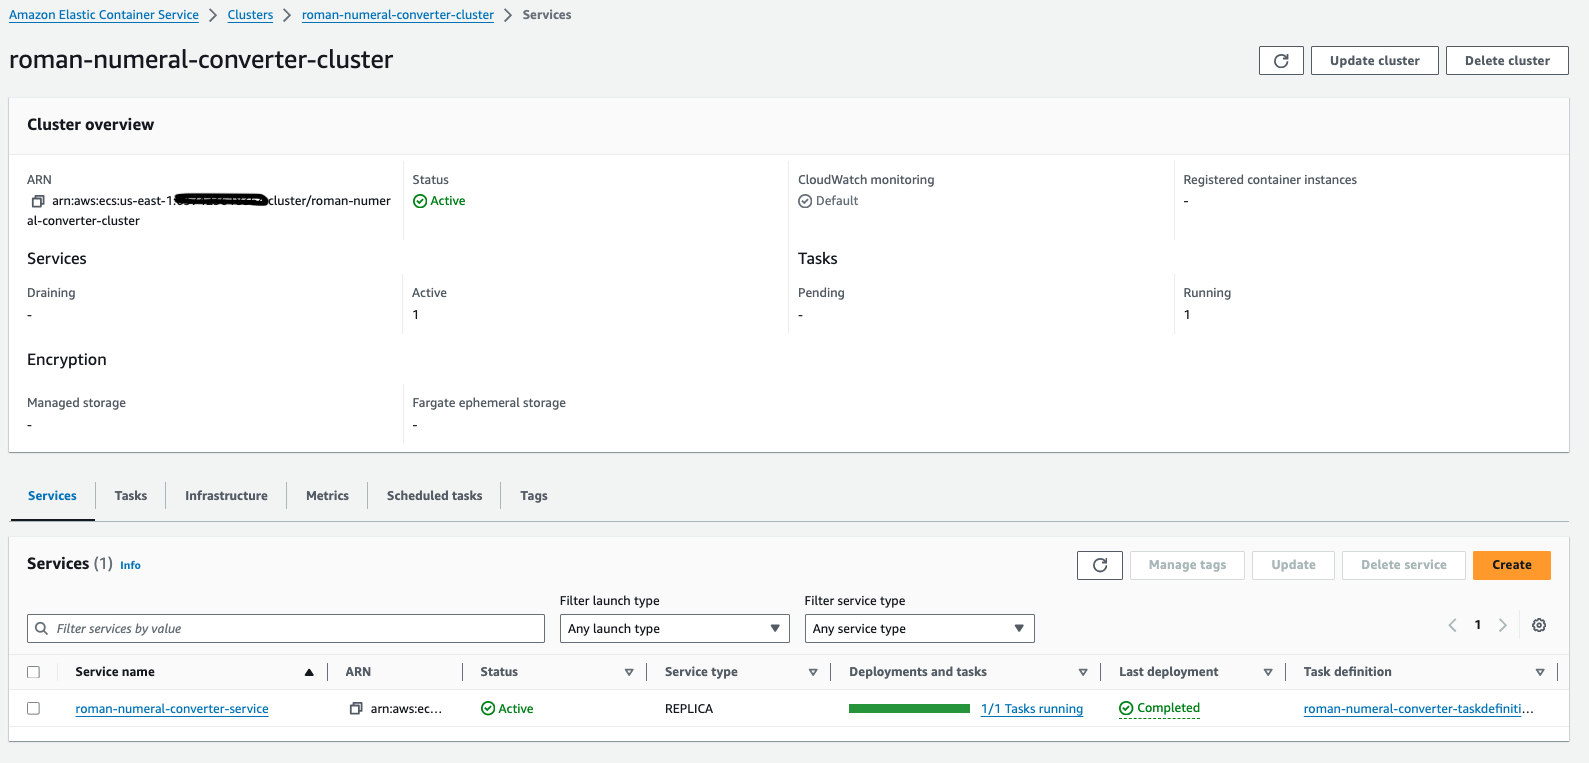 Amazon Elastic Container Service > Clusters > roman-numeral-converter-cluster > Services
roman-numeral-converter-cluster
Update cluster
Delete cluster
Cluster overview
ARN
arn:aws:ecs:us-east-1: cluster/roman-numer
al-converter-cluster
Status
Active
CloudWatch monitoring
Default
Registered container instances
-
Services
Draining
-
Active
1
Tasks
Pending
-
Running
1
Encryption
Managed storage
-
Fargate ephemeral storage
-
Services Tasks Infrastructure Metrics Scheduled tasks Tags
Services (1) Info
Manage tags Update Delete service Create
Filter launch type Filter service type
Filter services by value Any launch type Any service type 1
Service name ARN Status Service type Deployments and tasks Last deployment Task definition
roman-numeral-converter-service arn:aws:ec... Active REPLICA 1/1 Tasks running Completed roman-numeral-converter-taskdefiniti...